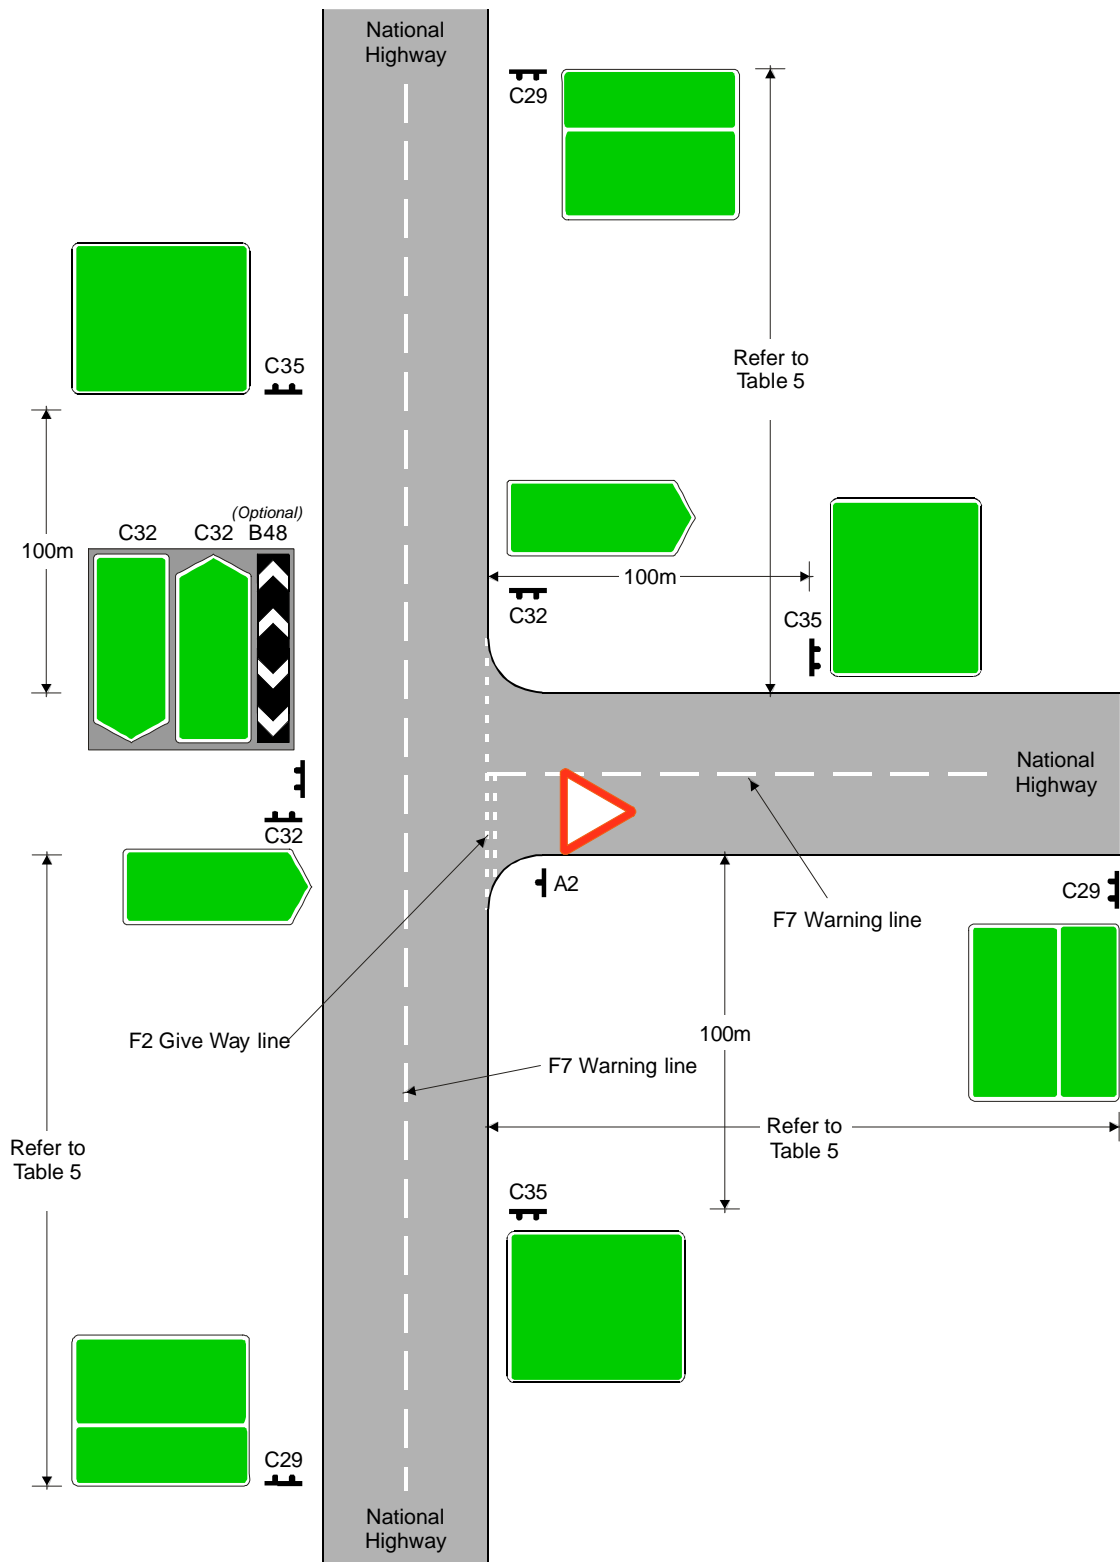 National
Highway
C29
Refer to
Table 5
C35
(Optional)
C32
C32
B48
100m
100m
C32
C35
National
Highway
C32
A2
C29
F7 Warning line
F2 Give Way line
100m
F7 Warning line
Refer to
Table 5
Refer to
Table 5
C35
C29
National
Highway